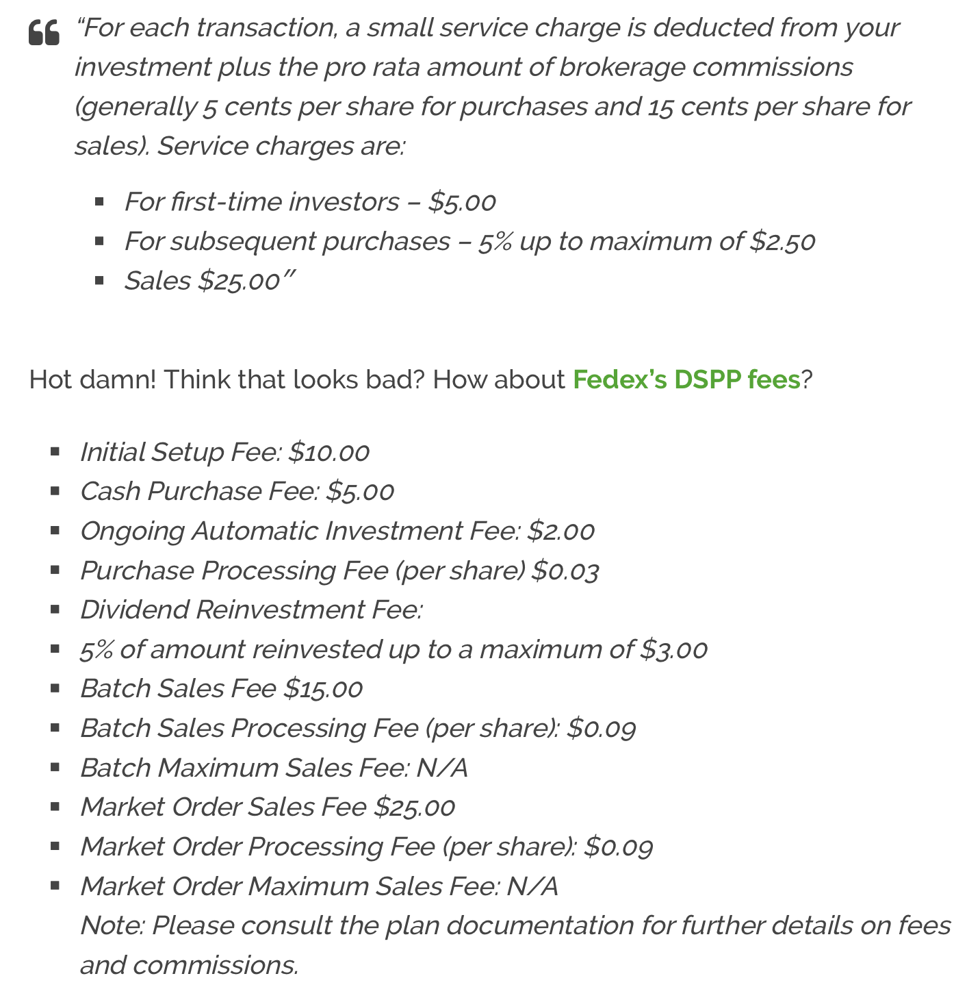 “For each transaction, a small service charge is deducted from your
investment plus the pro rata amount of brokerage commissions
(generally 5 cents per share for purchases and 15 cents per share for
sales). Service charges are:
▪ For first-time investors – $5.00
▪ For subsequent purchases – 5% up to maximum of $2.50
▪ Sales $25.00″
Hot damn! Think that looks bad? How about Fedex’s DSPP fees?
▪ Initial Setup Fee: $10.00
▪ Cash Purchase Fee: $5.00
▪ Ongoing Automatic Investment Fee: $2.00
▪ Purchase Processing Fee (per share) $0.03
▪ Dividend Reinvestment Fee:
▪ 5% of amount reinvested up to a maximum of $3.00
▪ Batch Sales Fee $15.00
▪ Batch Sales Processing Fee (per share): $0.09
▪ Batch Maximum Sales Fee: N/A
▪ Market Order Sales Fee $25.00
▪ Market Order Processing Fee (per share): $0.09
▪ Market Order Maximum Sales Fee: N/A
Note: Please consult the plan documentation for further details on fees
and commissions.